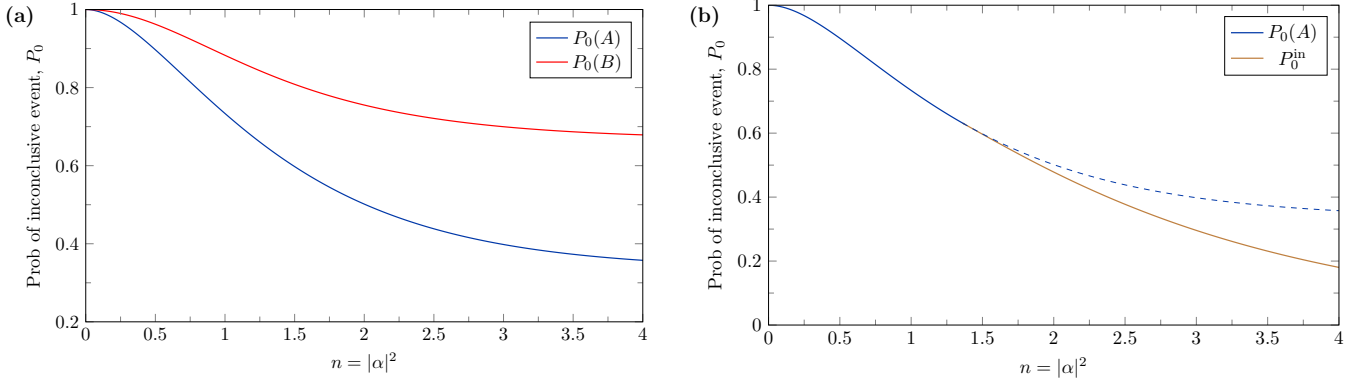 (a)
Prob of inconclusive event, P₀
1
0.8
0.6
0.4
0.2
0
0.5
1
1.5
2
2.5
3
3.5
4
n = |α|²
P₀(A)
P₀(B)
(b)
Prob of inconclusive event, P₀
1
0.8
0.6
0.4
0.2
0
0
0.5
1
1.5
2
2.5
3
3.5
4
n = |α|²
P₀(A)
P₀ⁱⁿ